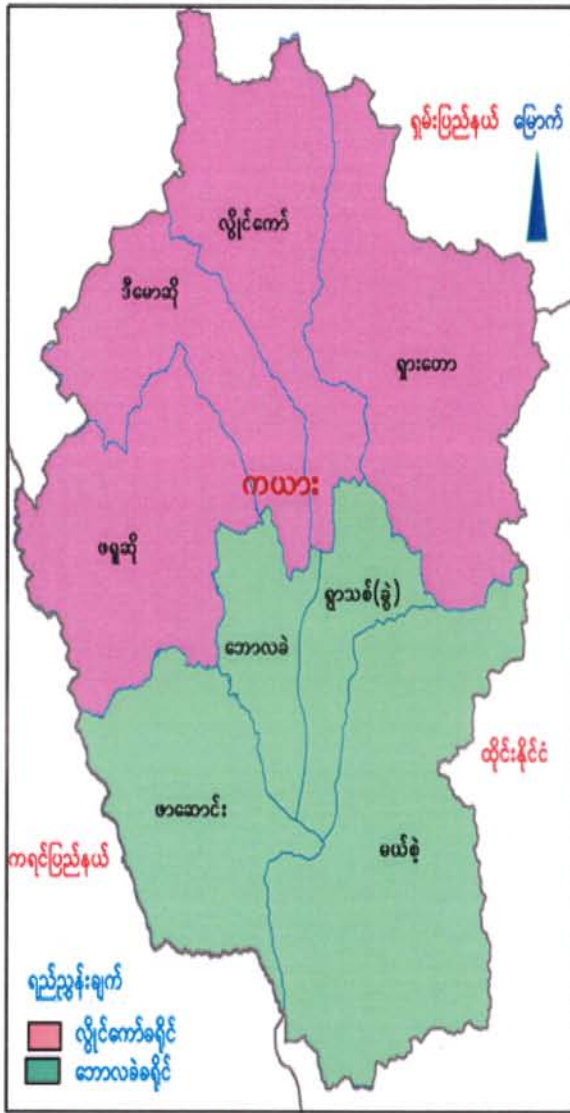 ရှမ်းပြည်နယ် မြောက်
လွိုင်ကော်
ဒီမောဆို
ရှားတော
ကယား
ဖရူဆို
ရွာသစ်(ခွဲ)
ဘောလခဲ
ထိုင်းနိုင်ငံ
ဖာဆောင်း
မယ်စဲ့
ကရင်ပြည်နယ်
ရည်ညွှန်းချက်
လွိုင်ကော်ခရိုင်
ဘောလခဲခရိုင်